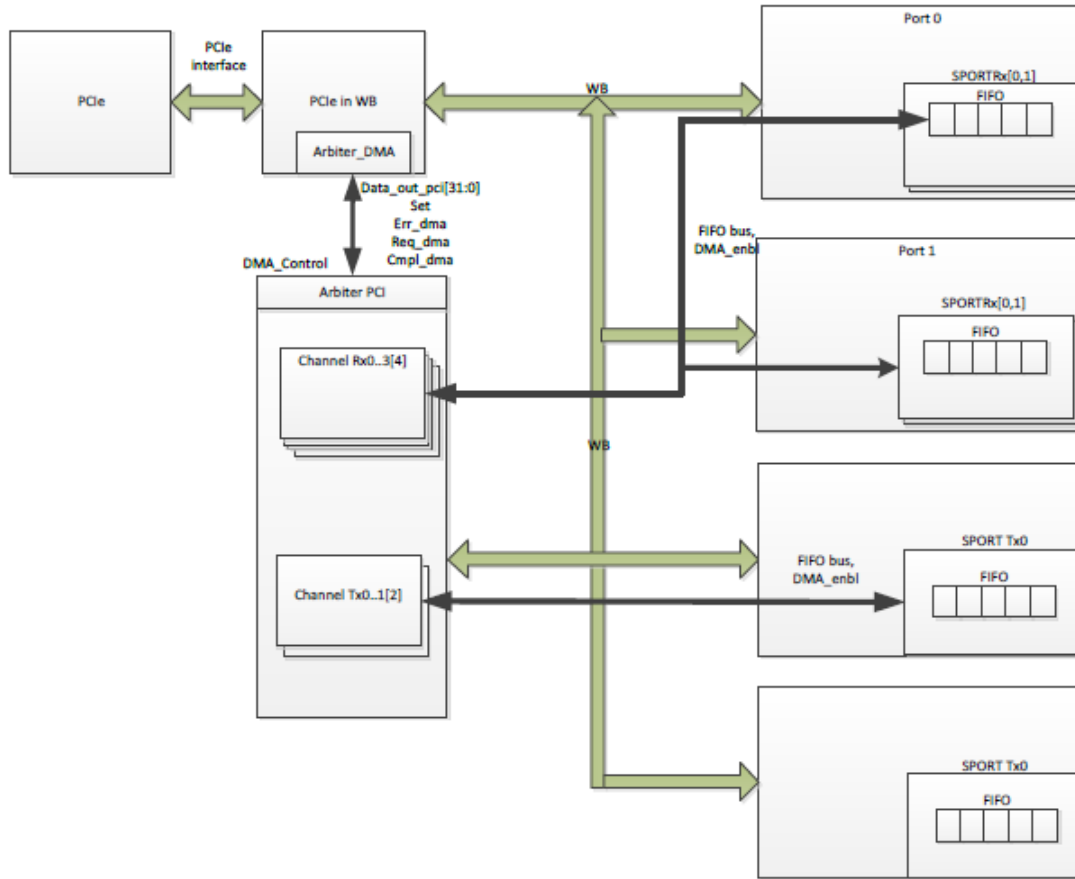 Port 0
PCIe
interface
PCIe
PCIe in WB
WB
SPORTRx[0,1]
FIFO
Arbiter_DMA
Data_out_pci[31:0]
Set
Err_dma
Req_dma
Cmpl_dma
FIFO bus,
DMA_enbl
Port 1
DMA_Control
Arbiter PCI
SPORTRx[0,1]
FIFO
Channel Rx0..3[4]
WB
SPORT Tx0
FIFO bus,
DMA_enbl
FIFO
Channel Tx0..1[2]
SPORT Tx0
FIFO